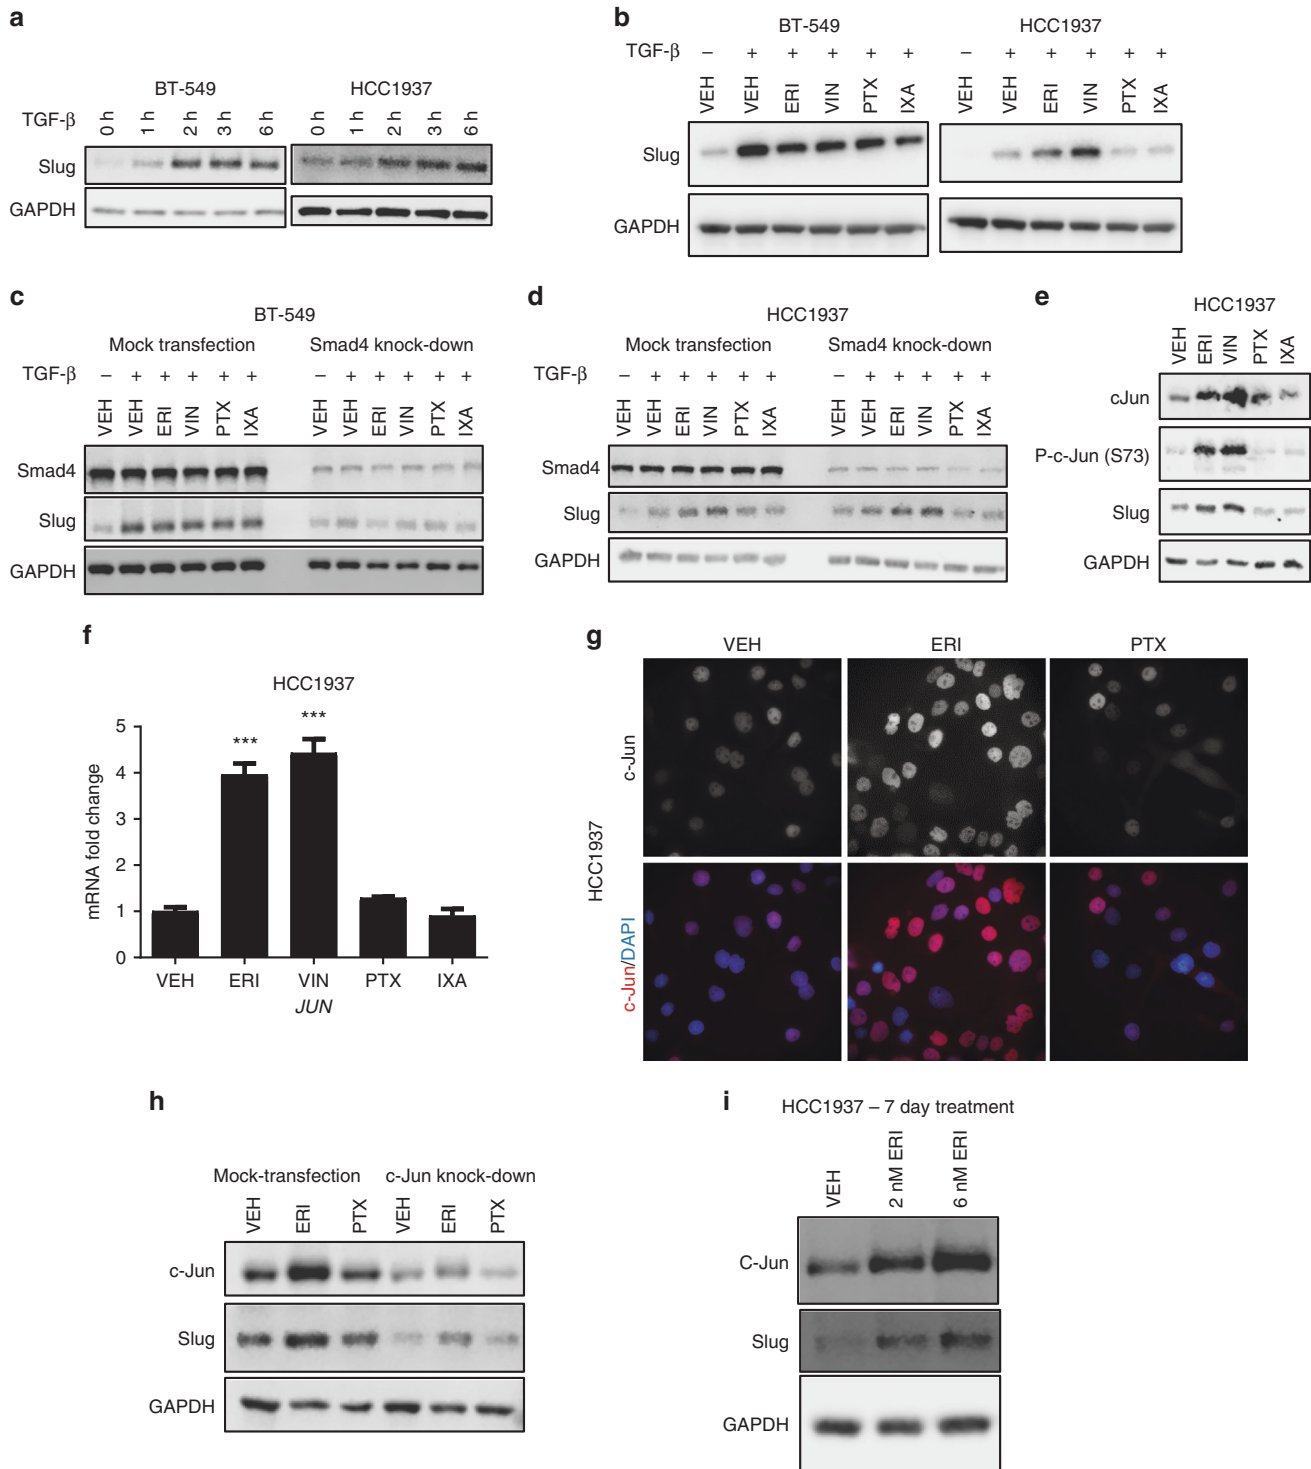 a
BT-549 HCC1937
TGF-β 0 h 1 h 2 h 3 h 6 h 0 h 1 h 2 h 3 h 6 h
Slug
GAPDH
b
BT-549 HCC1937
TGF-β – + + + + + – + + + + +
VEH VEH ERI VIN PTX IXA VEH VEH ERI VIN PTX IXA
Slug
GAPDH
c
BT-549
Mock transfection Smad4 knock-down
TGF-β – + + + + + – + + + + +
VEH VEH ERI VIN PTX IXA VEH VEH ERI VIN PTX IXA
Smad4
Slug
GAPDH
d
HCC1937
Mock transfection Smad4 knock-down
TGF-β – + + + + + – + + + + +
VEH VEH ERI VIN PTX IXA VEH VEH ERI VIN PTX IXA
Smad4
Slug
GAPDH
e
HCC1937
VEH ERI VIN PTX IXA
cJun
P-c-Jun (S73)
Slug
GAPDH
f
HCC1937
mRNA fold change
5
4
3
2
1
0
*** ***
VEH ERI VIN PTX IXA
JUN
g
VEH ERI PTX
HCC1937
c-Jun
c-Jun/DAPI
h
Mock-transfection c-Jun knock-down
VEH ERI PTX VEH ERI PTX
c-Jun
Slug
GAPDH
i
HCC1937 – 7 day treatment
VEH 2 nM ERI 6 nM ERI
C-Jun
Slug
GAPDH